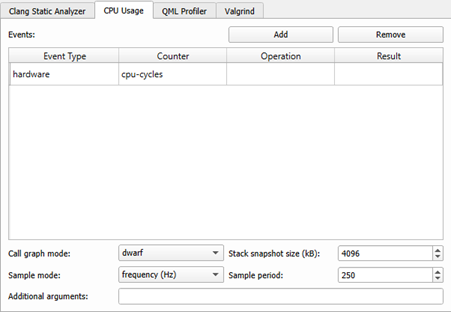 Clang Static Analyzer CPU Usage QML Profiler Valgrind
Events: Add Remove
Event Type Counter Operation Result
hardware cpu-cycles
Call graph mode: dwarf Stack snapshot size (kB): 4096
Sample mode: frequency (Hz) Sample period: 250
Additional arguments: